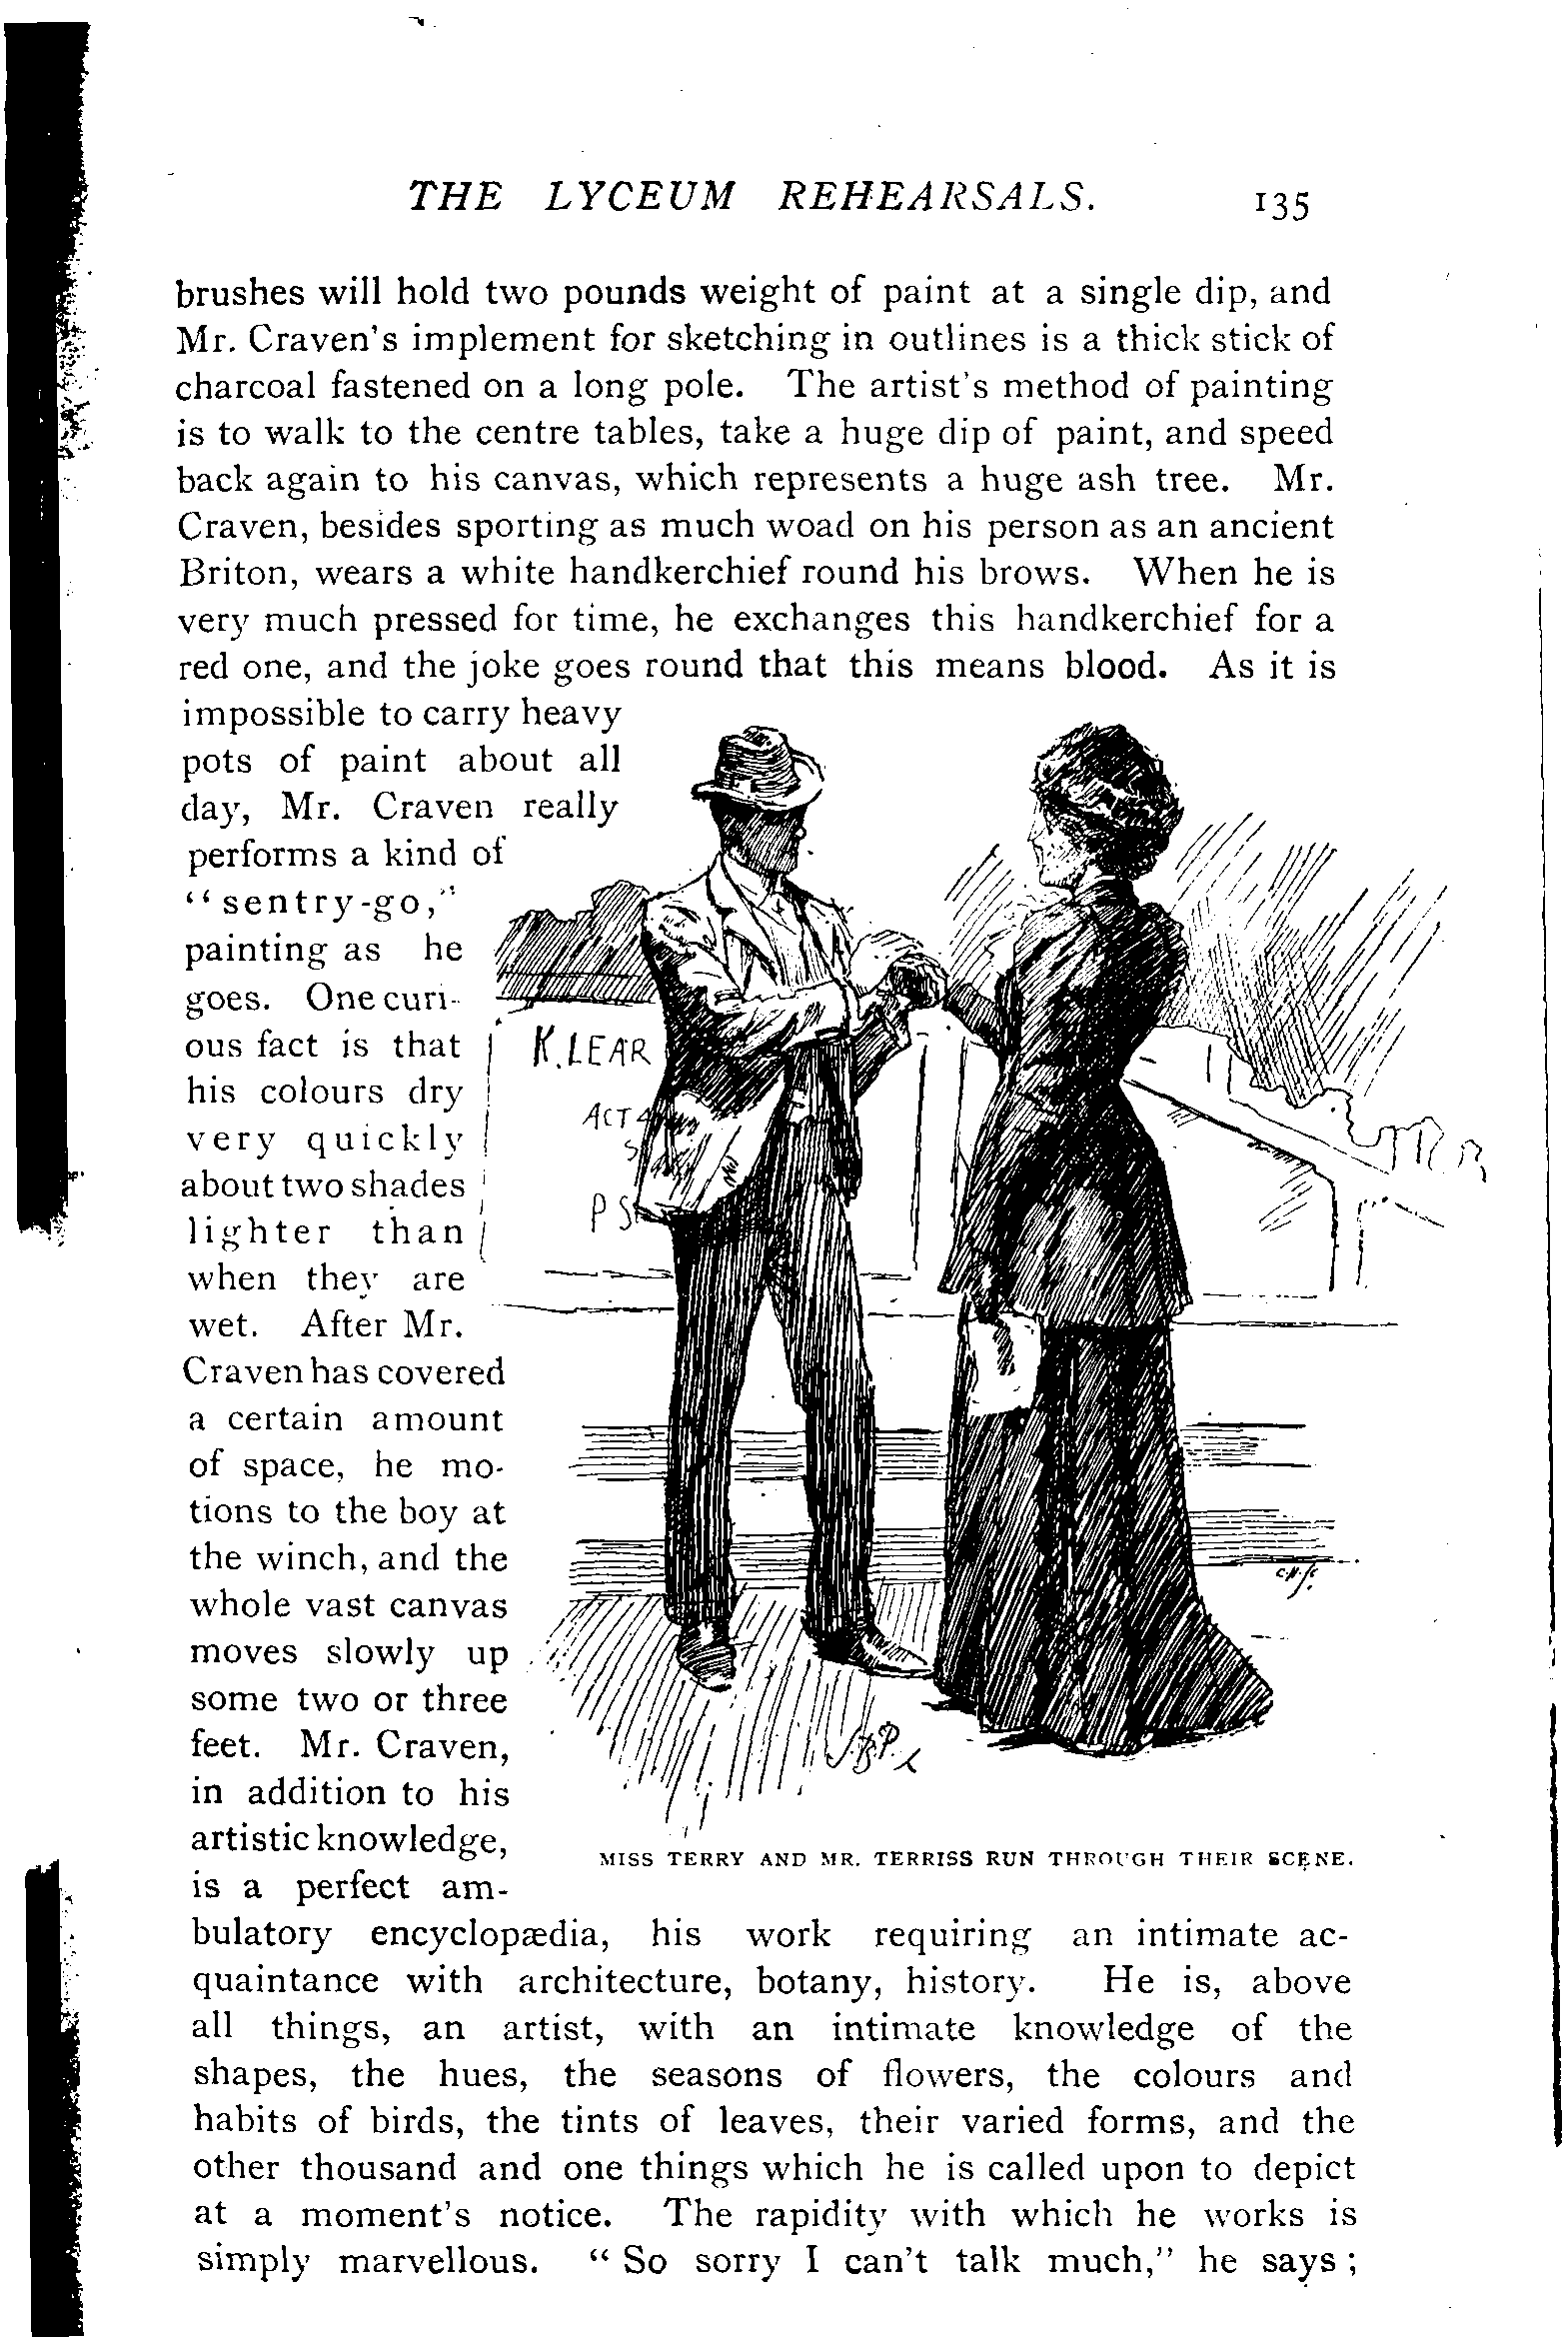 THE LYCEUM REHEARSALS. 135
brushes will hold two pounds weight of paint at a single dip, and
Mr. Craven's implement for sketching in outlines is a thick stick of
charcoal fastened on a long pole. The artist's method of painting
is to walk to the centre tables, take a huge dip of paint, and speed
back again to his canvas, which represents a huge ash tree. Mr.
Craven, besides sporting as much woad on his person as an ancient
Briton, wears a white handkerchief round his brows. When he is
very much pressed for time, he exchanges this handkerchief for a
red one, and the joke goes round that this means blood. As it is
impossible to carry heavy
pots of paint about all
day, Mr. Craven really
performs a kind of
"sentry-go,"
painting as he
goes. One curi-
ous fact is that
his colours dry
very quickly
about two shades
lighter than
when they are
wet. After Mr.
Craven has covered
a certain amount
of space, he mo-
tions to the boy at
the winch, and the
whole vast canvas
moves slowly up
some two or three
feet. Mr. Craven,
in addition to his
artistic knowledge,
is a perfect am-
K. LEAR
ACT 4
S
P S
C.H. Sc.
J.B.P.
MISS TERRY AND MR. TERRISS RUN THROUGH THEIR SCENE.
bulatory encyclopædia, his work requiring an intimate ac-
quaintance with architecture, botany, history. He is, above
all things, an artist, with an intimate knowledge of the
shapes, the hues, the seasons of flowers, the colours and
habits of birds, the tints of leaves, their varied forms, and the
other thousand and one things which he is called upon to depict
at a moment's notice. The rapidity with which he works is
simply marvellous. "So sorry I can't talk much," he says;